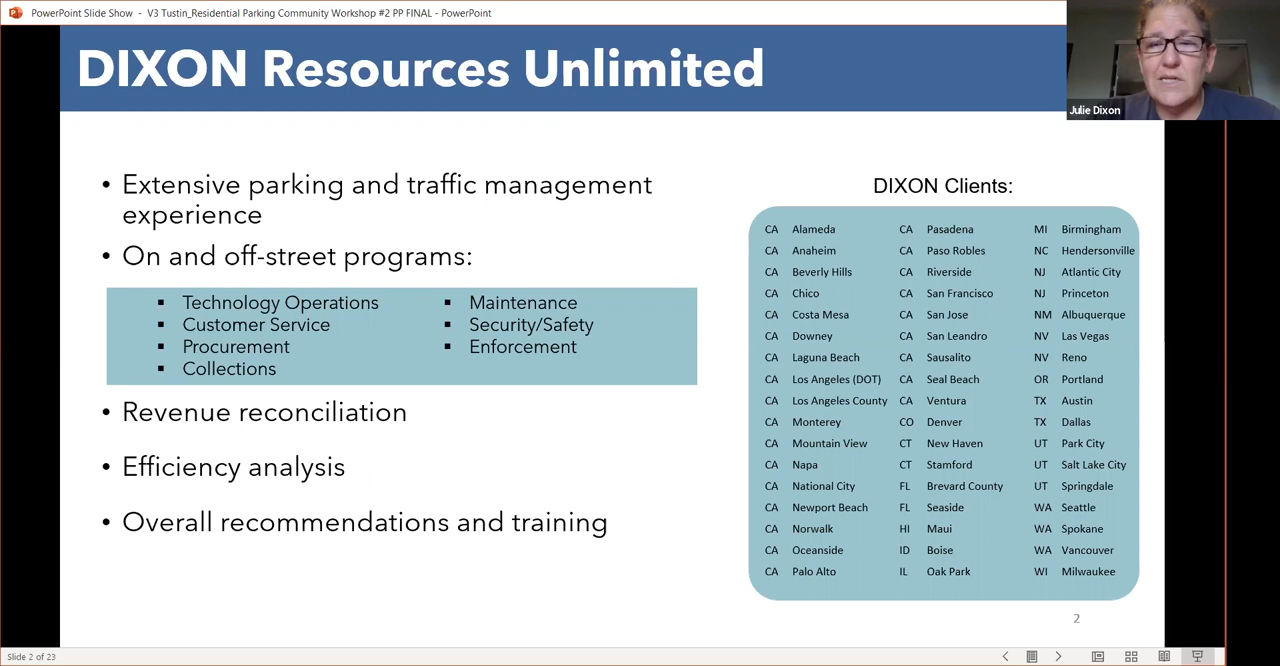 PowerPoint Slide Show - V3 Tustin_Residential Parking Community Workshop #2 PP FINAL - PowerPoint
DIXON Resources Unlimited
Julie Dixon
• Extensive parking and traffic management
experience
• On and off-street programs:
▪ Technology Operations
▪ Customer Service
▪ Procurement
▪ Collections
▪ Maintenance
▪ Security/Safety
▪ Enforcement
• Revenue reconciliation
• Efficiency analysis
• Overall recommendations and training
DIXON Clients:
CA Alameda
CA Anaheim
CA Beverly Hills
CA Chico
CA Costa Mesa
CA Downey
CA Laguna Beach
CA Los Angeles (DOT)
CA Los Angeles County
CA Monterey
CA Mountain View
CA Napa
CA National City
CA Newport Beach
CA Norwalk
CA Oceanside
CA Palo Alto
CA Pasadena
CA Paso Robles
CA Riverside
CA San Francisco
CA San Jose
CA San Leandro
CA Sausalito
CA Seal Beach
CA Ventura
CO Denver
CT New Haven
CT Stamford
FL Brevard County
FL Seaside
HI Maui
ID Boise
IL Oak Park
MI Birmingham
NC Hendersonville
NJ Atlantic City
NJ Princeton
NM Albuquerque
NV Las Vegas
NV Reno
OR Portland
TX Austin
TX Dallas
UT Park City
UT Salt Lake City
UT Springdale
WA Seattle
WA Spokane
WA Vancouver
WI Milwaukee
2
Slide 2 of 23